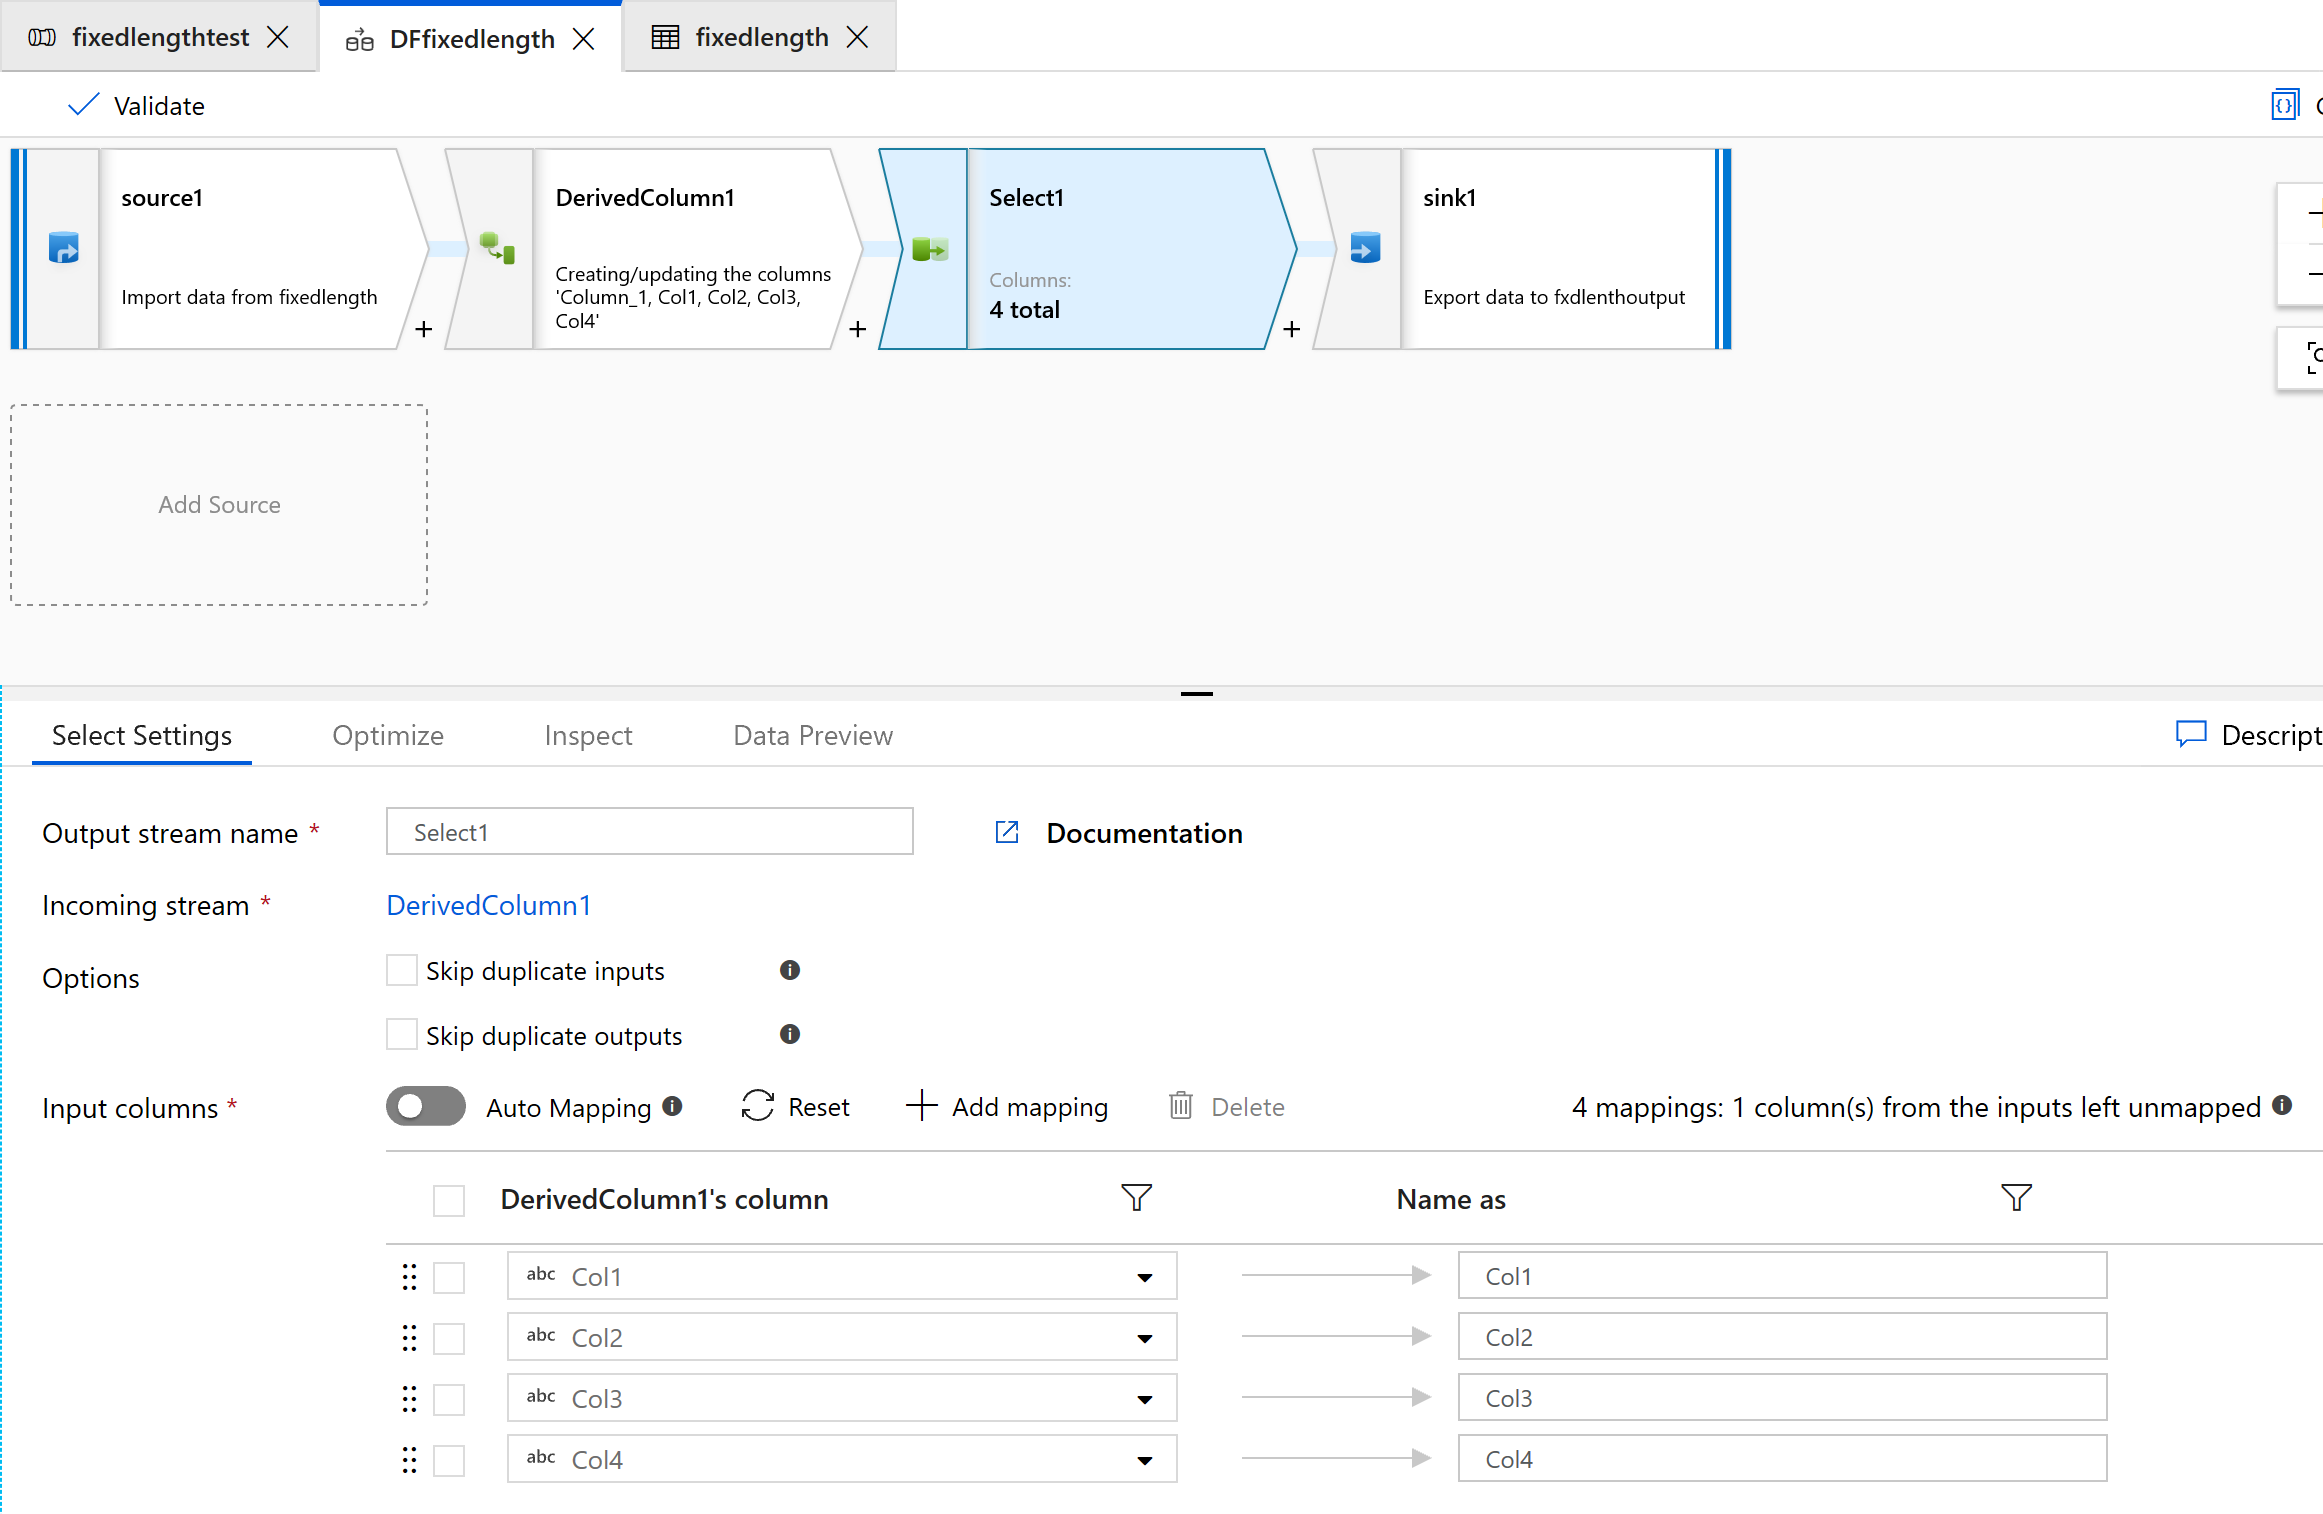 fixedlengthtest
DFfixedlength
fixedlength
Validate
source1
Import data from fixedlength
+
DerivedColumn1
Creating/updating the columns
'Column_1, Col1, Col2, Col3,
Col4'
+
Select1
Columns:
4 total
+
sink1
Export data to fxdlenthoutput
Add Source
Select Settings
Optimize
Inspect
Data Preview
Descript
Output stream name *
Select1
Documentation
Incoming stream *
DerivedColumn1
Options
Skip duplicate inputs
Skip duplicate outputs
Input columns *
Auto Mapping
Reset
Add mapping
Delete
4 mappings: 1 column(s) from the inputs left unmapped
DerivedColumn1's column
Name as
abc Col1
Col1
abc Col2
Col2
abc Col3
Col3
abc Col4
Col4